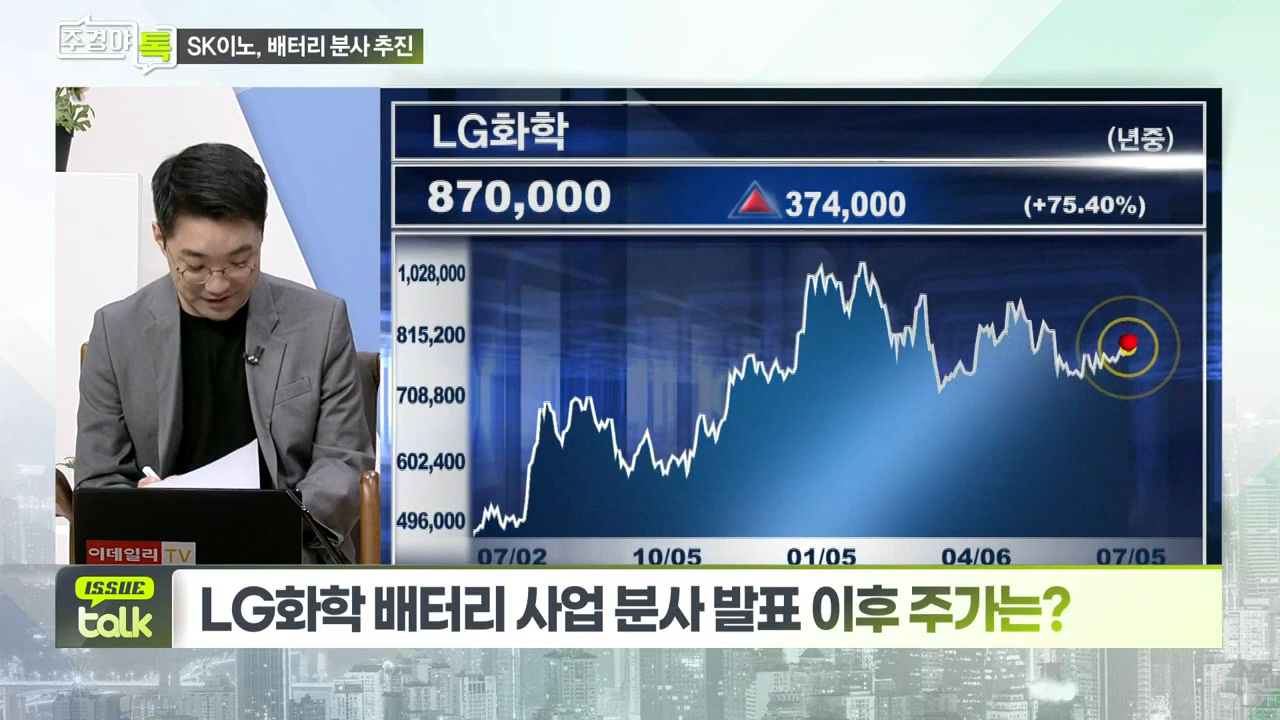 주경야톡
SK이노, 배터리 분사 추진
LG화학
(년중)
870,000 374,000 (+75.40%)
1,028,000
815,200
708,800
602,400
496,000
07/02 10/05 01/05 04/06 07/05
이데일리 TV
ISSUE talk
LG화학 배터리 사업 분사 발표 이후 주가는?